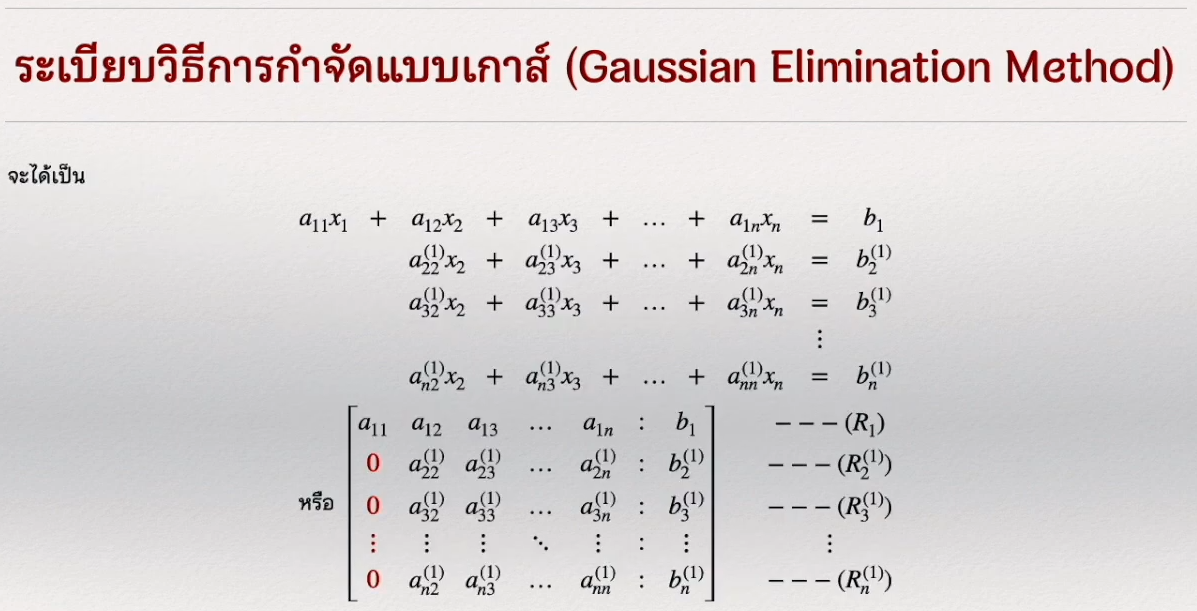 ระเบียบวิธีการกำจัดแบบเกาส์ (Gaussian Elimination Method)
จะได้เป็น
a₁₁x₁ + a₁₂x₂ + a₁₃x₃ + … + a₁ₙxₙ = b₁
a₂₂⁽¹⁾x₂ + a₂₃⁽¹⁾x₃ + … + a₂ₙ⁽¹⁾xₙ = b₂⁽¹⁾
a₃₂⁽¹⁾x₂ + a₃₃⁽¹⁾x₃ + … + a₃ₙ⁽¹⁾xₙ = b₃⁽¹⁾
⋮
aₙ₂⁽¹⁾x₂ + aₙ₃⁽¹⁾x₃ + … + aₙₙ⁽¹⁾xₙ = bₙ⁽¹⁾
a₁₁ a₁₂ a₁₃ … a₁ₙ : b₁ − − − (R₁)
0 a₂₂⁽¹⁾ a₂₃⁽¹⁾ … a₂ₙ⁽¹⁾ : b₂⁽¹⁾ − − − (R₂⁽¹⁾)
หรือ 0 a₃₂⁽¹⁾ a₃₃⁽¹⁾ … a₃ₙ⁽¹⁾ : b₃⁽¹⁾ − − − (R₃⁽¹⁾)
⋮ ⋮ ⋮ ⋱ ⋮ : ⋮ ⋮
0 aₙ₂⁽¹⁾ aₙ₃⁽¹⁾ … aₙₙ⁽¹⁾ : bₙ⁽¹⁾ − − − (Rₙ⁽¹⁾)